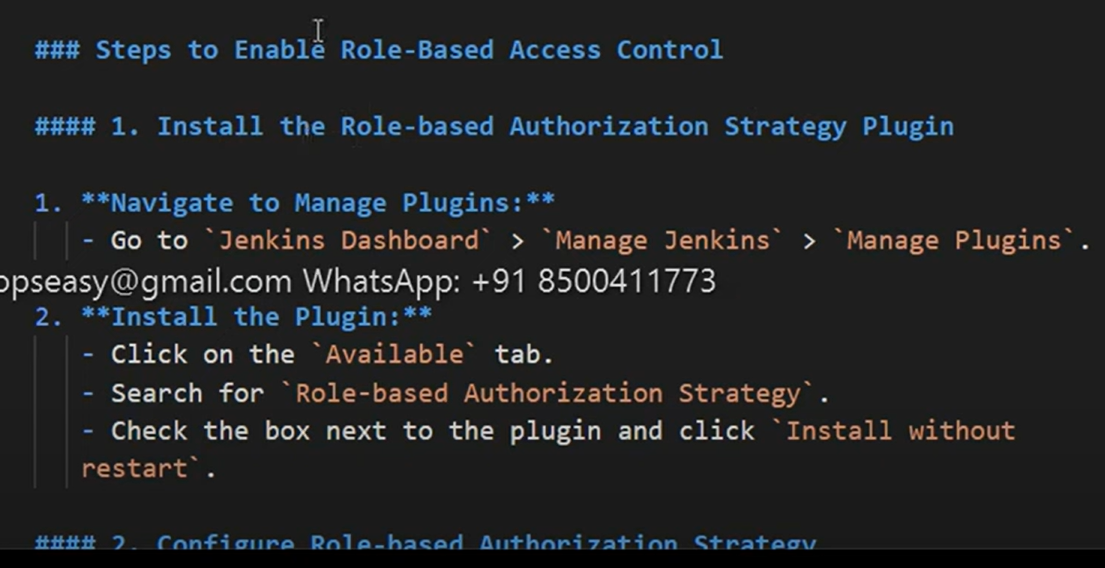 ### Steps to Enable Role-Based Access Control
#### 1. Install the Role-based Authorization Strategy Plugin
1. **Navigate to Manage Plugins:**
- Go to `Jenkins Dashboard` > `Manage Jenkins` > `Manage Plugins`.
opseasy@gmail.com WhatsApp: +91 8500411773
2. **Install the Plugin:**
- Click on the `Available` tab.
- Search for `Role-based Authorization Strategy`.
- Check the box next to the plugin and click `Install without
restart`.
#### 2. Configure Role-based Authorization Strategy